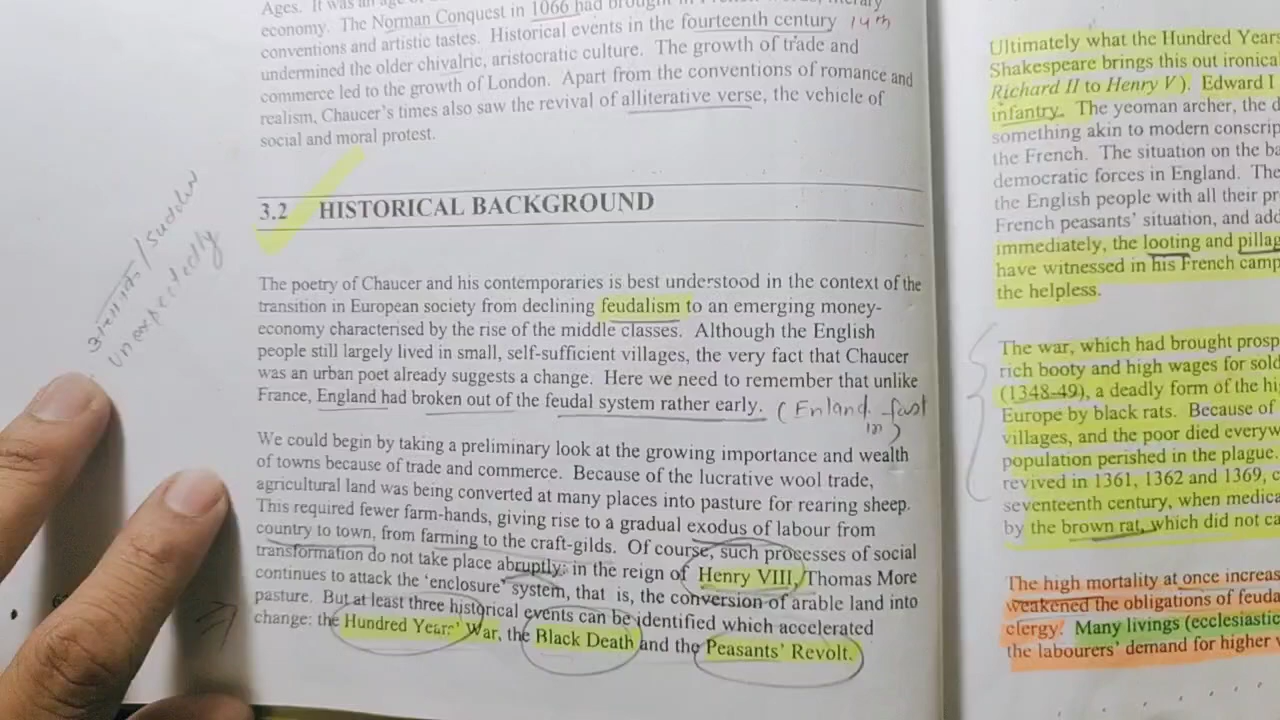 Ages. It was an age of
economy. The Norman Conquest in 1066 had brought in French words, literary
conventions and artistic tastes. Historical events in the fourteenth century 14th
undermined the older chivalric, aristocratic culture. The growth of trade and
commerce led to the growth of London. Apart from the conventions of romance and
realism, Chaucer's times also saw the revival of alliterative verse, the vehicle of
social and moral protest.
3.2 HISTORICAL BACKGROUND
The poetry of Chaucer and his contemporaries is best understood in the context of the
transition in European society from declining feudalism to an emerging money-
economy characterised by the rise of the middle classes. Although the English
people still largely lived in small, self-sufficient villages, the very fact that Chaucer
was an urban poet already suggests a change. Here we need to remember that unlike
France, England had broken out of the feudal system rather early. (Enland fast
in)
We could begin by taking a preliminary look at the growing importance and wealth
of towns because of trade and commerce. Because of the lucrative wool trade,
agricultural land was being converted at many places into pasture for rearing sheep.
This required fewer farm-hands, giving rise to a gradual exodus of labour from
country to town, from farming to the craft-gilds. Of course, such processes of social
transformation do not take place abruptly: in the reign of Henry VIII, Thomas More
continues to attack the 'enclosure' system, that is, the conversion of arable land into
pasture. But at least three historical events can be identified which accelerated
change: the Hundred Years' War, the Black Death and the Peasants' Revolt.
unexpectedly
Ultimately what the Hundred Years
Shakespeare brings this out ironical
Richard II to Henry V). Edward I
infantry. The yeoman archer, the d
something akin to modern conscrip
the French. The situation on the ba
democratic forces in England. The
the English people with all their pr
French peasants' situation, and add
immediately, the looting and pillag
have witnessed in his French camp
the helpless.
The war, which had brought prosp
rich booty and high wages for sold
(1348-49), a deadly form of the
Europe by black rats. Because of
villages, and the poor died everyw
population perished in the plague.
revived in 1361, 1362 and 1369, c
seventeenth century, when medica
by the brown rat, which did not ca
The high mortality at once increas
weakened the obligations of feuda
clergy. Many livings (ecclesiastic
the labourers' demand for higher